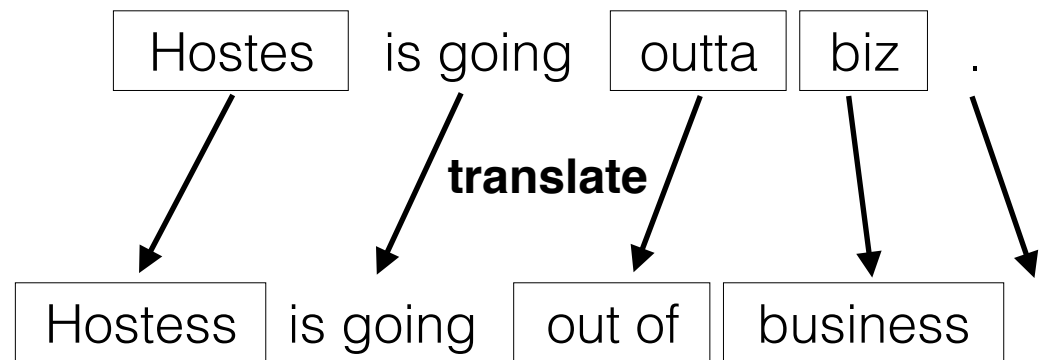 Hostes is going outta biz .
translate
Hostess is going out of business